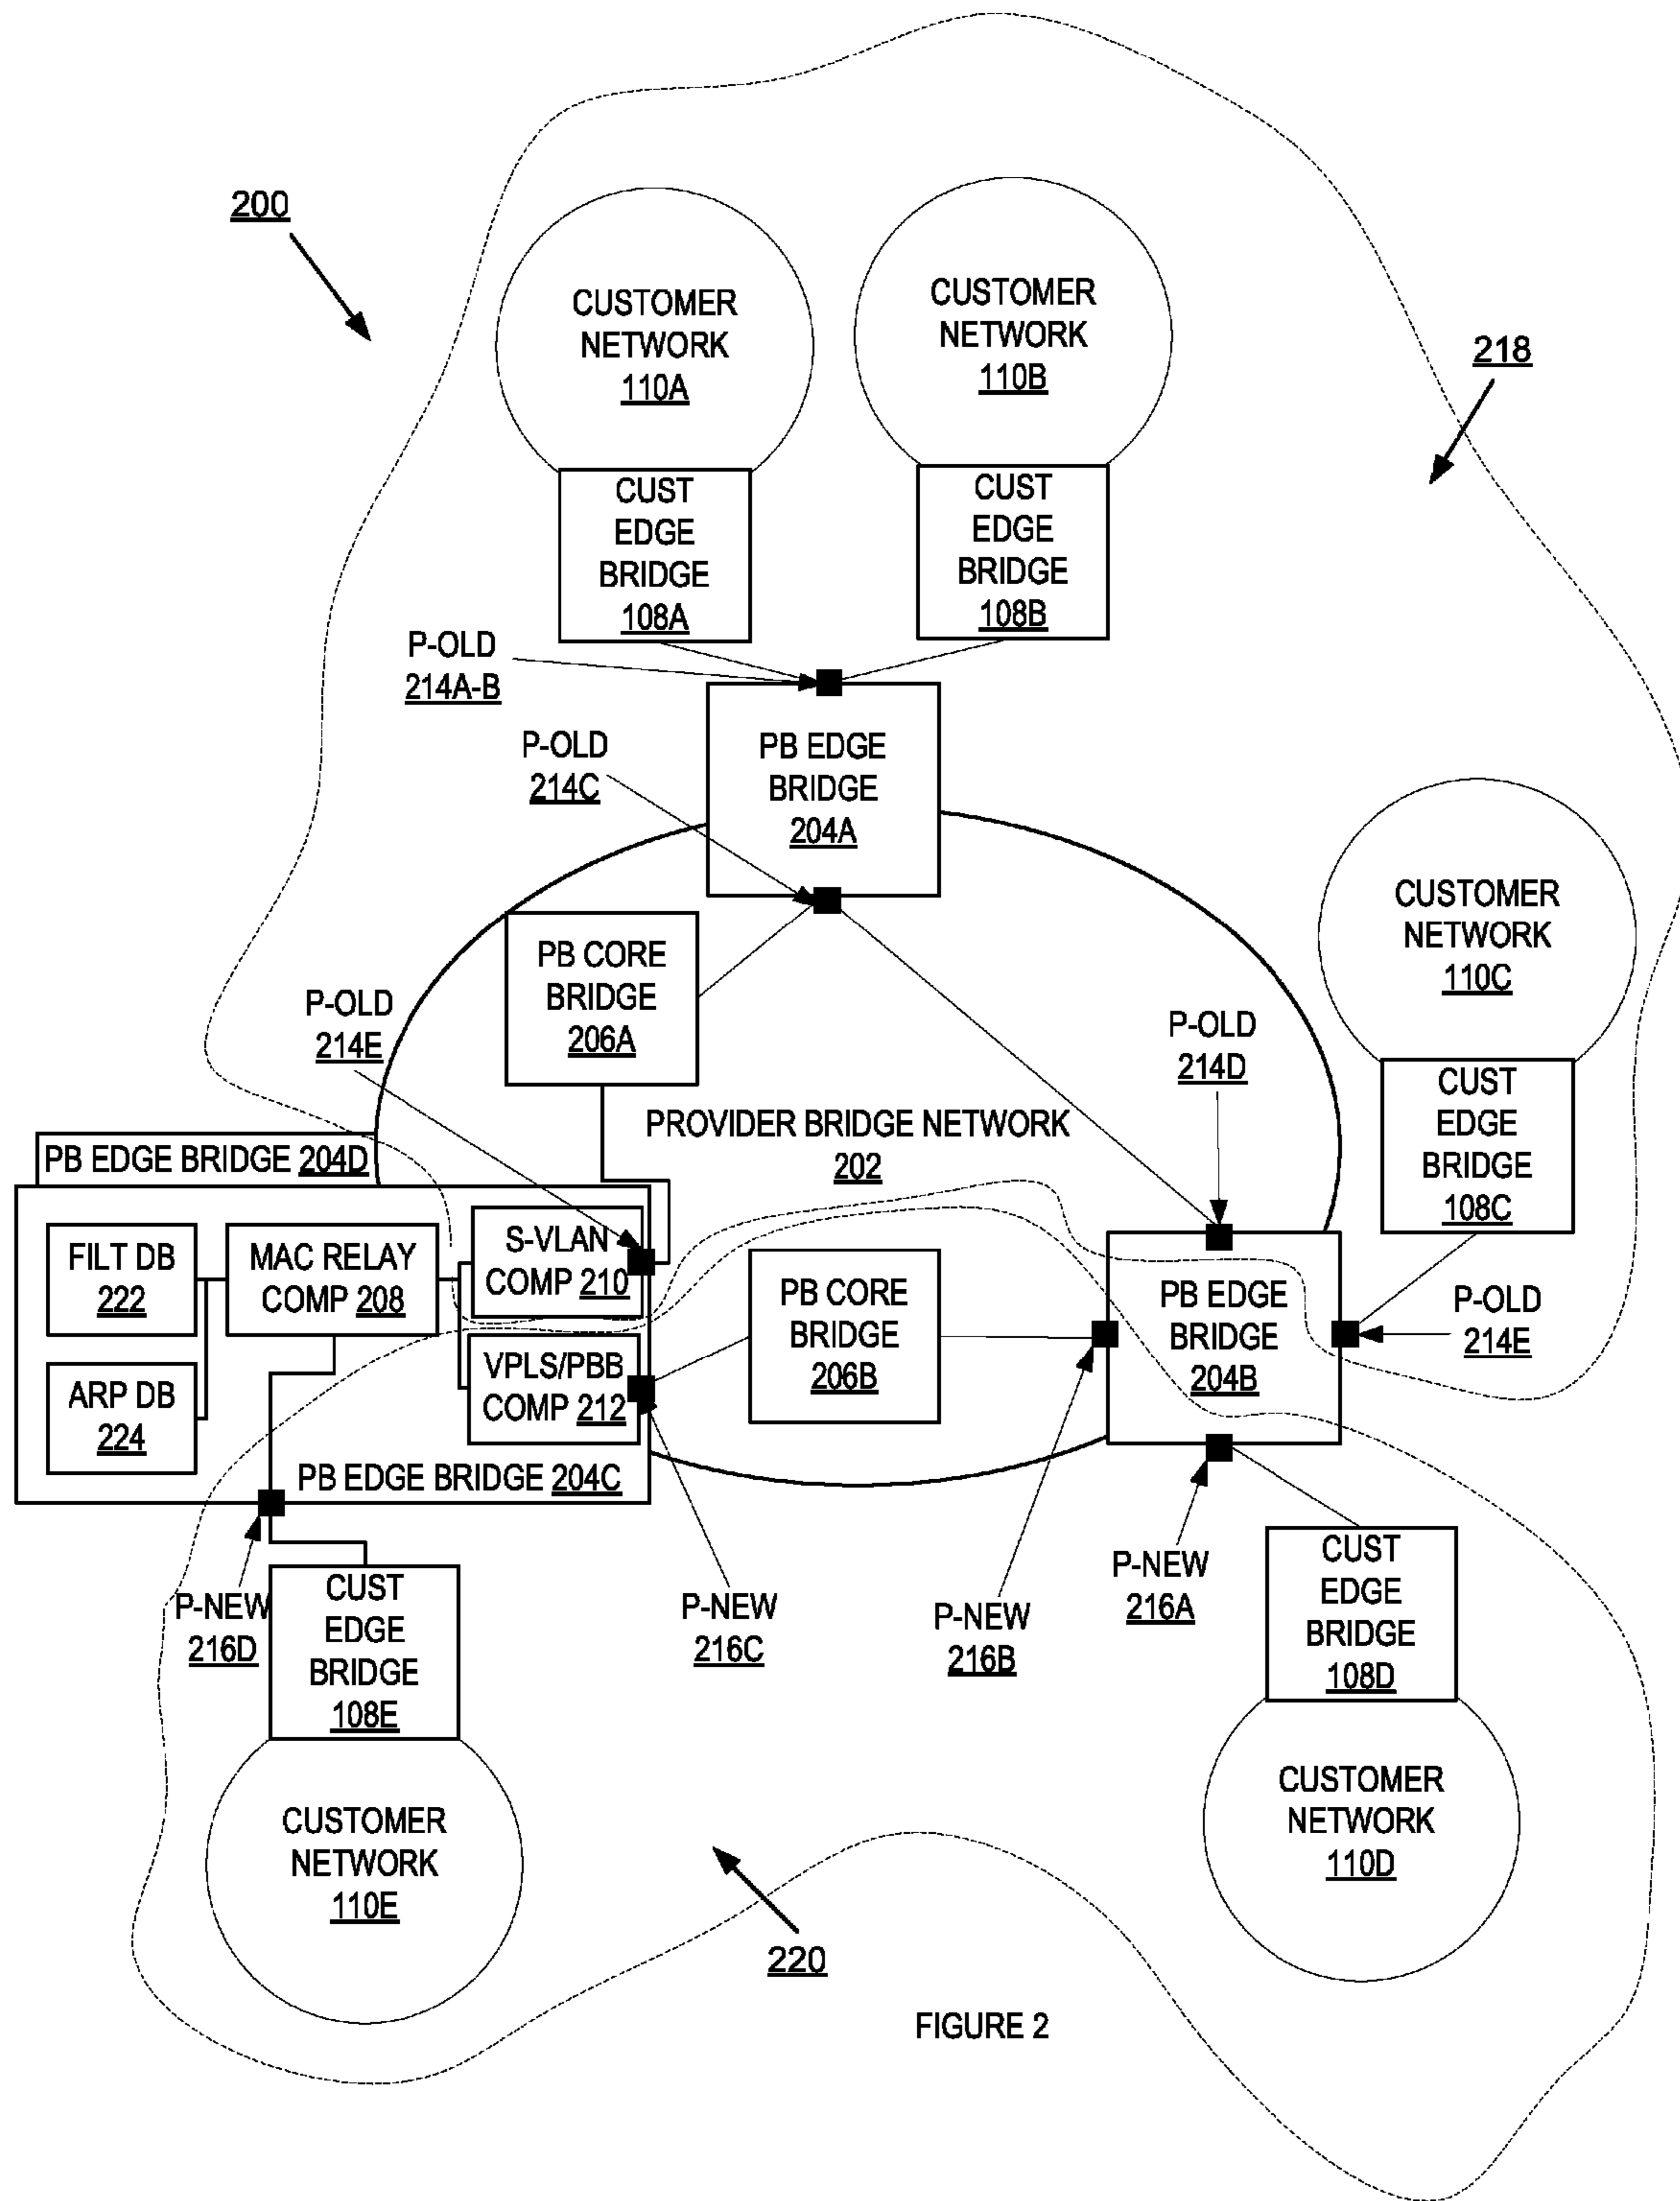 200
CUSTOMER
NETWORK
110A
CUSTOMER
NETWORK
110B
218
CUST
EDGE
BRIDGE
108A
CUST
EDGE
BRIDGE
108B
P-OLD
214A-B
P-OLD
214C
PB EDGE
BRIDGE
204A
CUSTOMER
NETWORK
110C
PB CORE
BRIDGE
206A
P-OLD
214E
P-OLD
214D
CUST
EDGE
BRIDGE
108C
PROVIDER BRIDGE NETWORK
202
PB EDGE BRIDGE 204D
FILT DB
222
MAC RELAY
COMP 208
S-VLAN
COMP 210
PB CORE
BRIDGE
206B
PB EDGE
BRIDGE
204B
P-OLD
214E
ARP DB
224
VPLS/PBB
COMP 212
PB EDGE BRIDGE 204C
P-NEW
216D
CUST
EDGE
BRIDGE
108E
P-NEW
216C
P-NEW
216B
P-NEW
216A
CUST
EDGE
BRIDGE
108D
CUSTOMER
NETWORK
110E
CUSTOMER
NETWORK
110D
220
FIGURE 2